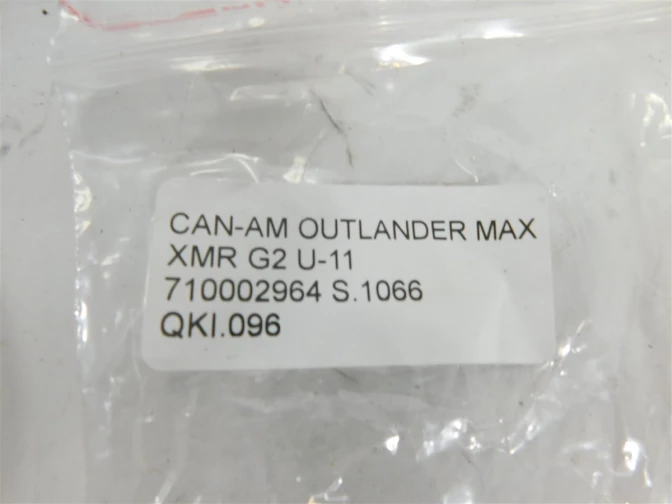 CAN-AM OUTLANDER MAX
XMR G2 U-11
710002964 S.1066
QKI.096